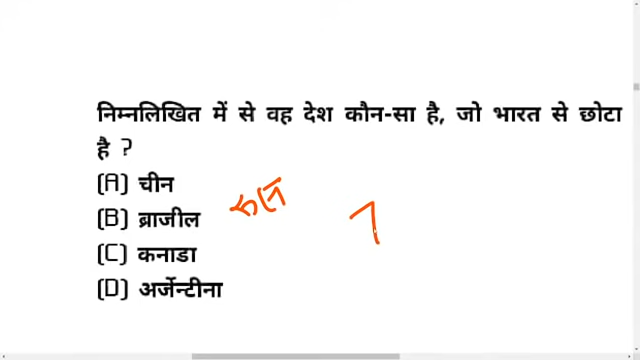 निम्नलिखित में से वह देश कौन-सा है, जो भारत से छोटा
है ?
(A) चीन
(B) ब्राजील
(C) कनाडा
(D) अर्जेन्टीना